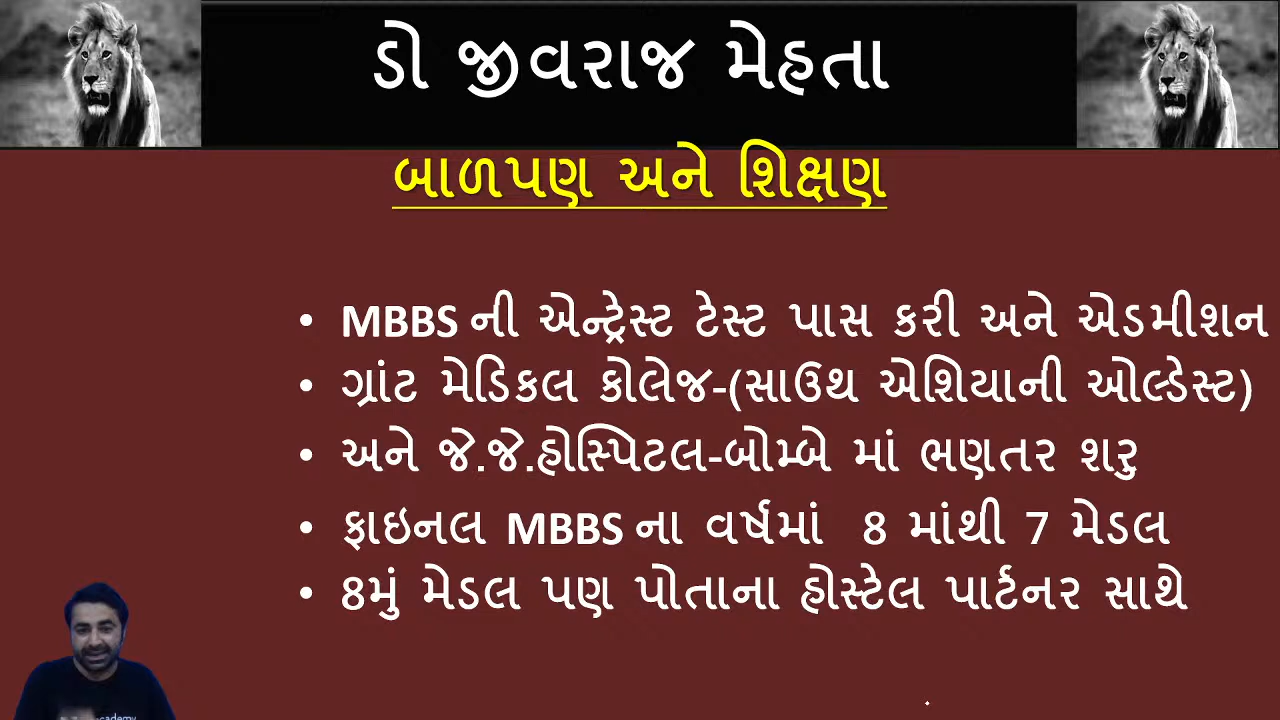 ડો જીવરાજ મેહતા
બાળપણ અને શિક્ષણ
• MBBS ની એન્ટ્રેસ્ટ ટેસ્ટ પાસ કરી અને એડમીશન
• ગ્રાંટ મેડિકલ કોલેજ-(સાઉથ એશિયાની ઓલ્ડેસ્ટ)
• અને જે.જે.હોસ્પિટલ-બોમ્બે માં ભણતર શરુ
• ફાઇનલ MBBS ના વર્ષમાં 8 માંથી 7 મેડલ
• 8મું મેડલ પણ પોતાના હોસ્ટેલ પાર્ટનર સાથે